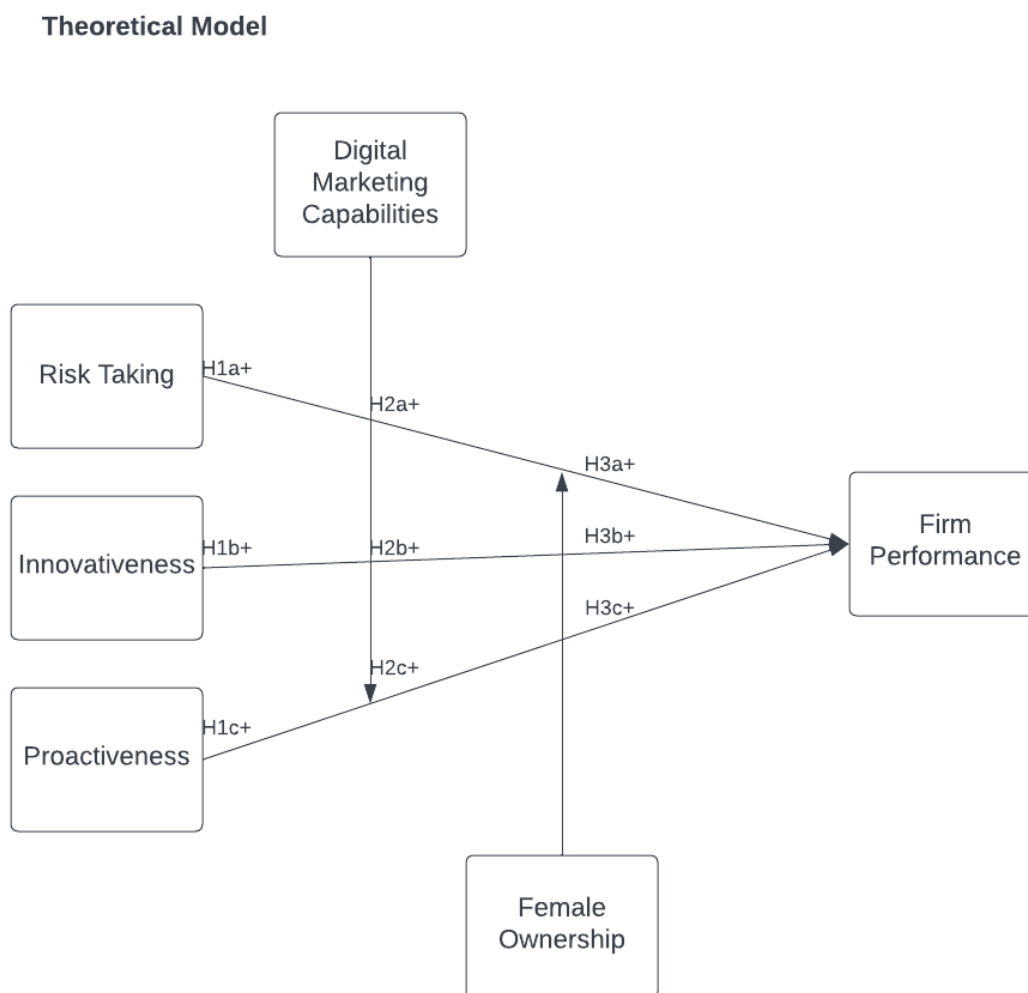 Theoretical Model
Digital
Marketing
Capabilities
Risk Taking
H1a+
H2a+
H3a+
Innovativeness
H1b+
H2b+
H3b+
Firm
Performance
H3c+
H2c+
Proactiveness
H1c+
Female
Ownership